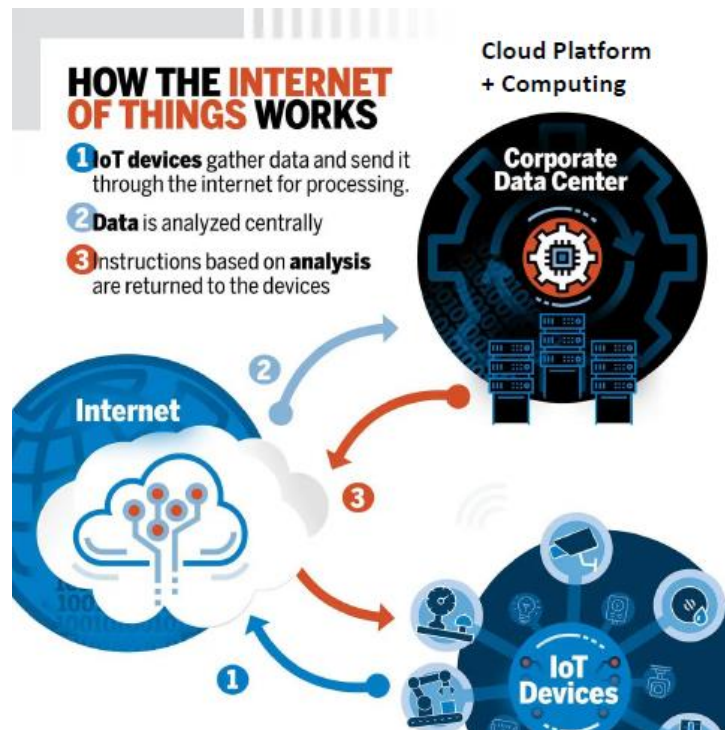 Cloud Platform
+ Computing
HOW THE INTERNET
OF THINGS WORKS
1 IoT devices gather data and send it
through the internet for processing.
2 Data is analyzed centrally
3 Instructions based on analysis
are returned to the devices
Corporate
Data Center
2
Internet
3
1
IoT
Devices